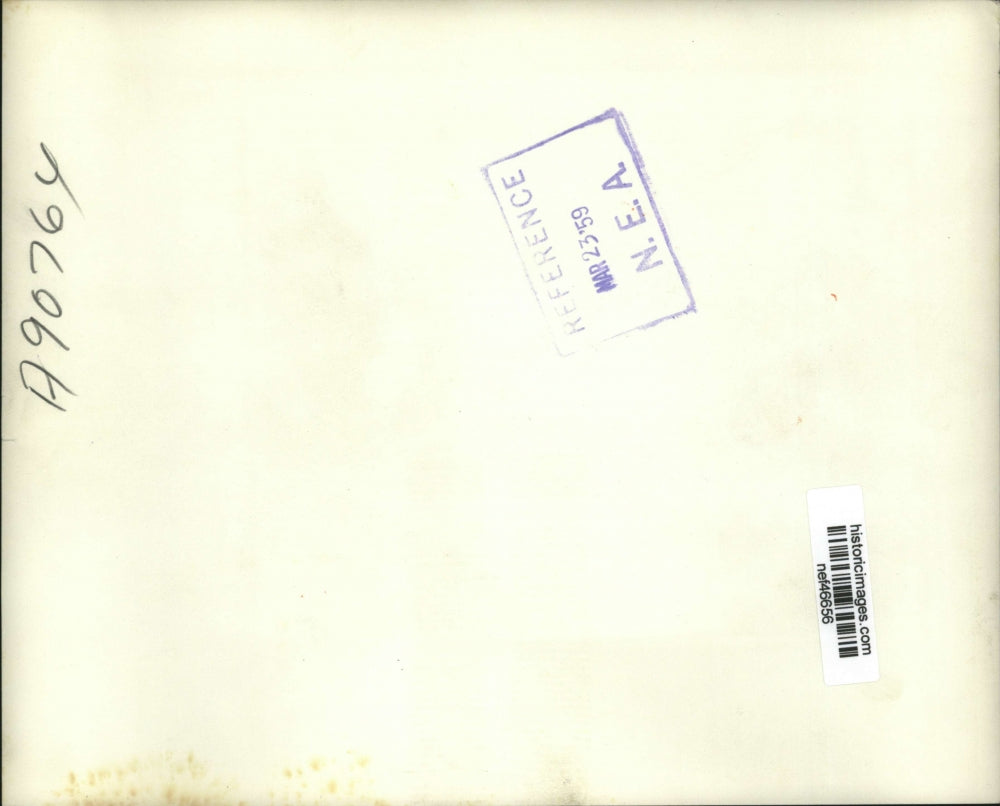 A90764
REFERENCE
MAR 23 '59
N. E. A.
historicimages.com
nef46656